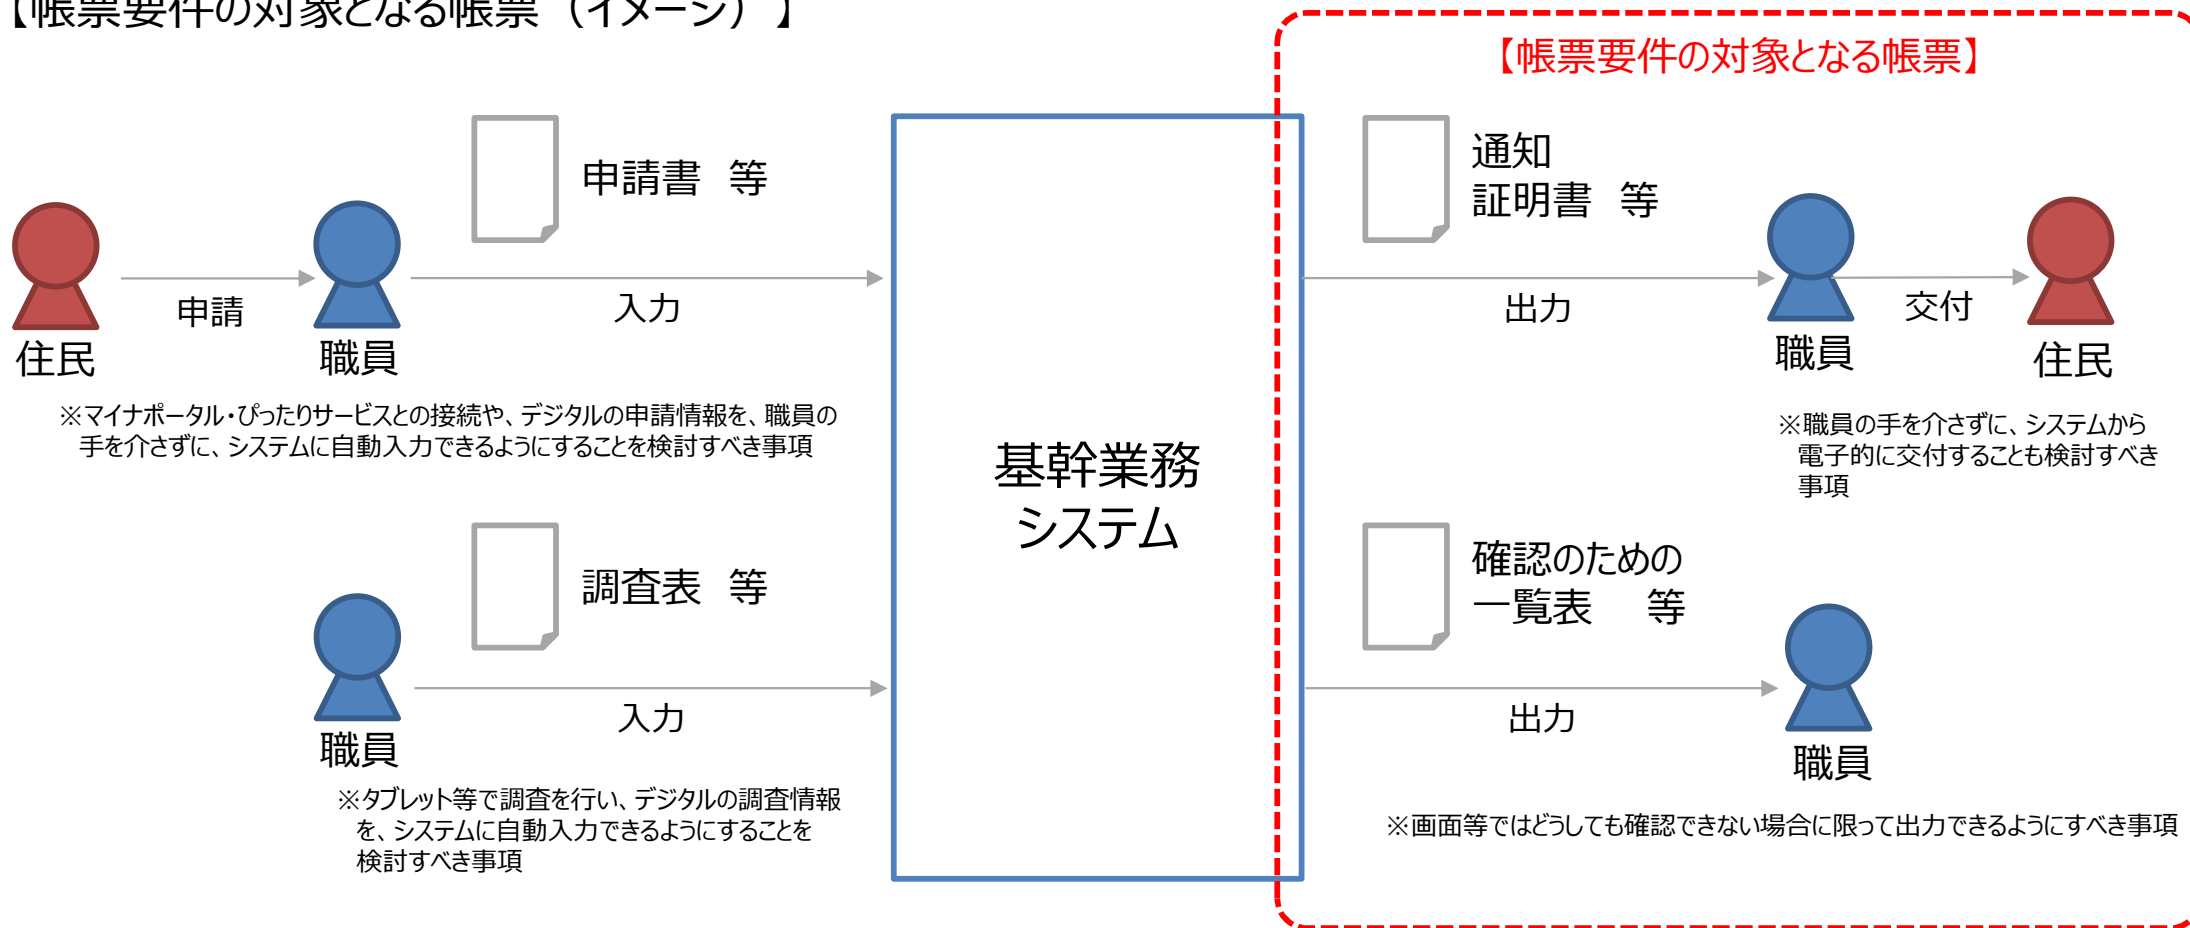 【帳票要件の対象となる帳票（イメージ）】
【帳票要件の対象となる帳票】
申請書　等
通知
証明書　等
申請
入力
出力
交付
住民
職員
職員
住民
※マイナポータル・ぴったりサービスとの接続や、デジタルの申請情報を、職員の
手を介さずに、システムに自動入力できるようにすることを検討すべき事項
※職員の手を介さずに、システムから
電子的に交付することも検討すべき
事項
基幹業務
システム
調査表　等
確認のための
一覧表　等
入力
出力
職員
職員
※タブレット等で調査を行い、デジタルの調査情報
を、システムに自動入力できるようにすることを
検討すべき事項
※画面等ではどうしても確認できない場合に限って出力できるようにすべき事項